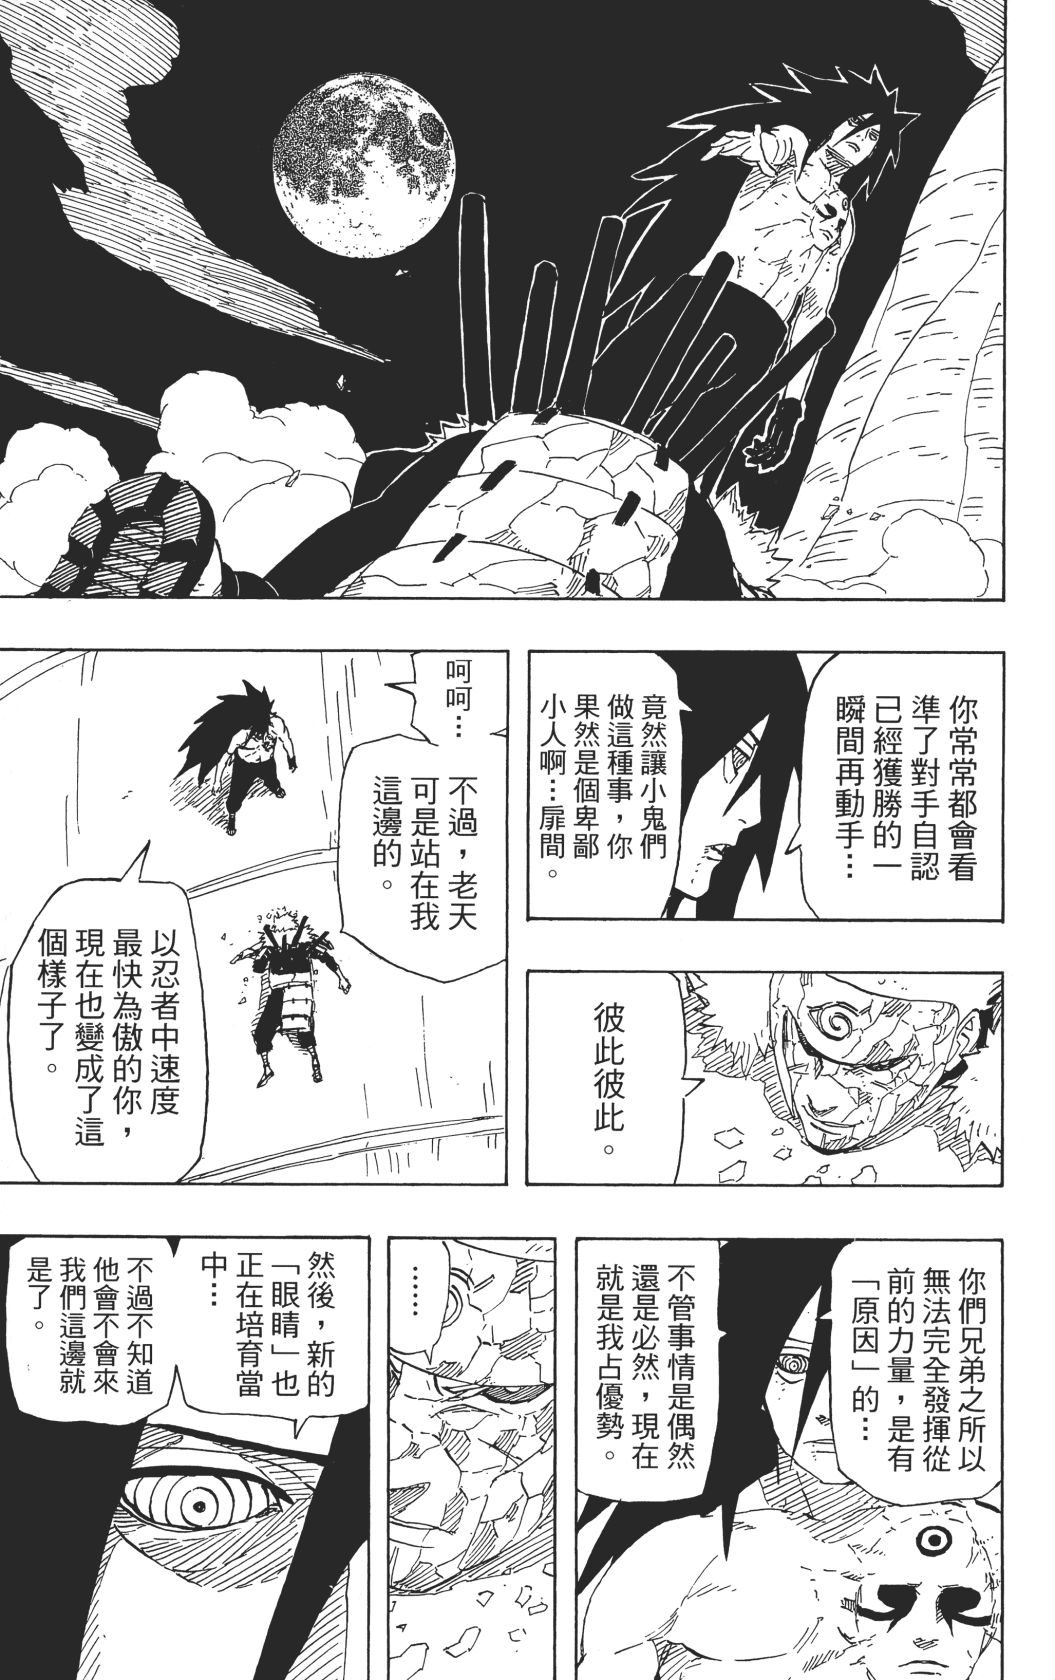 你常常都會看
準了對手自認
已經獲勝的一
瞬間再動手…
竟然讓小鬼們
做這種事，你
果然是個卑鄙
小人啊…扉間。
彼此彼此。
呵呵…
不過，老天
可是站在我
這邊的。
以忍者中速度
最快為傲的你，
現在也變成了這
個樣子了。
你們兄弟之所以
無法完全發揮從
前的力量，是有
「原因」的…
不管事情是偶然
還是必然，現在
就是我占優勢。
……
然後，新的
「眼睛」也
正在培育當
中…
不過不知道
他會不會來
我們這邊就
是了。